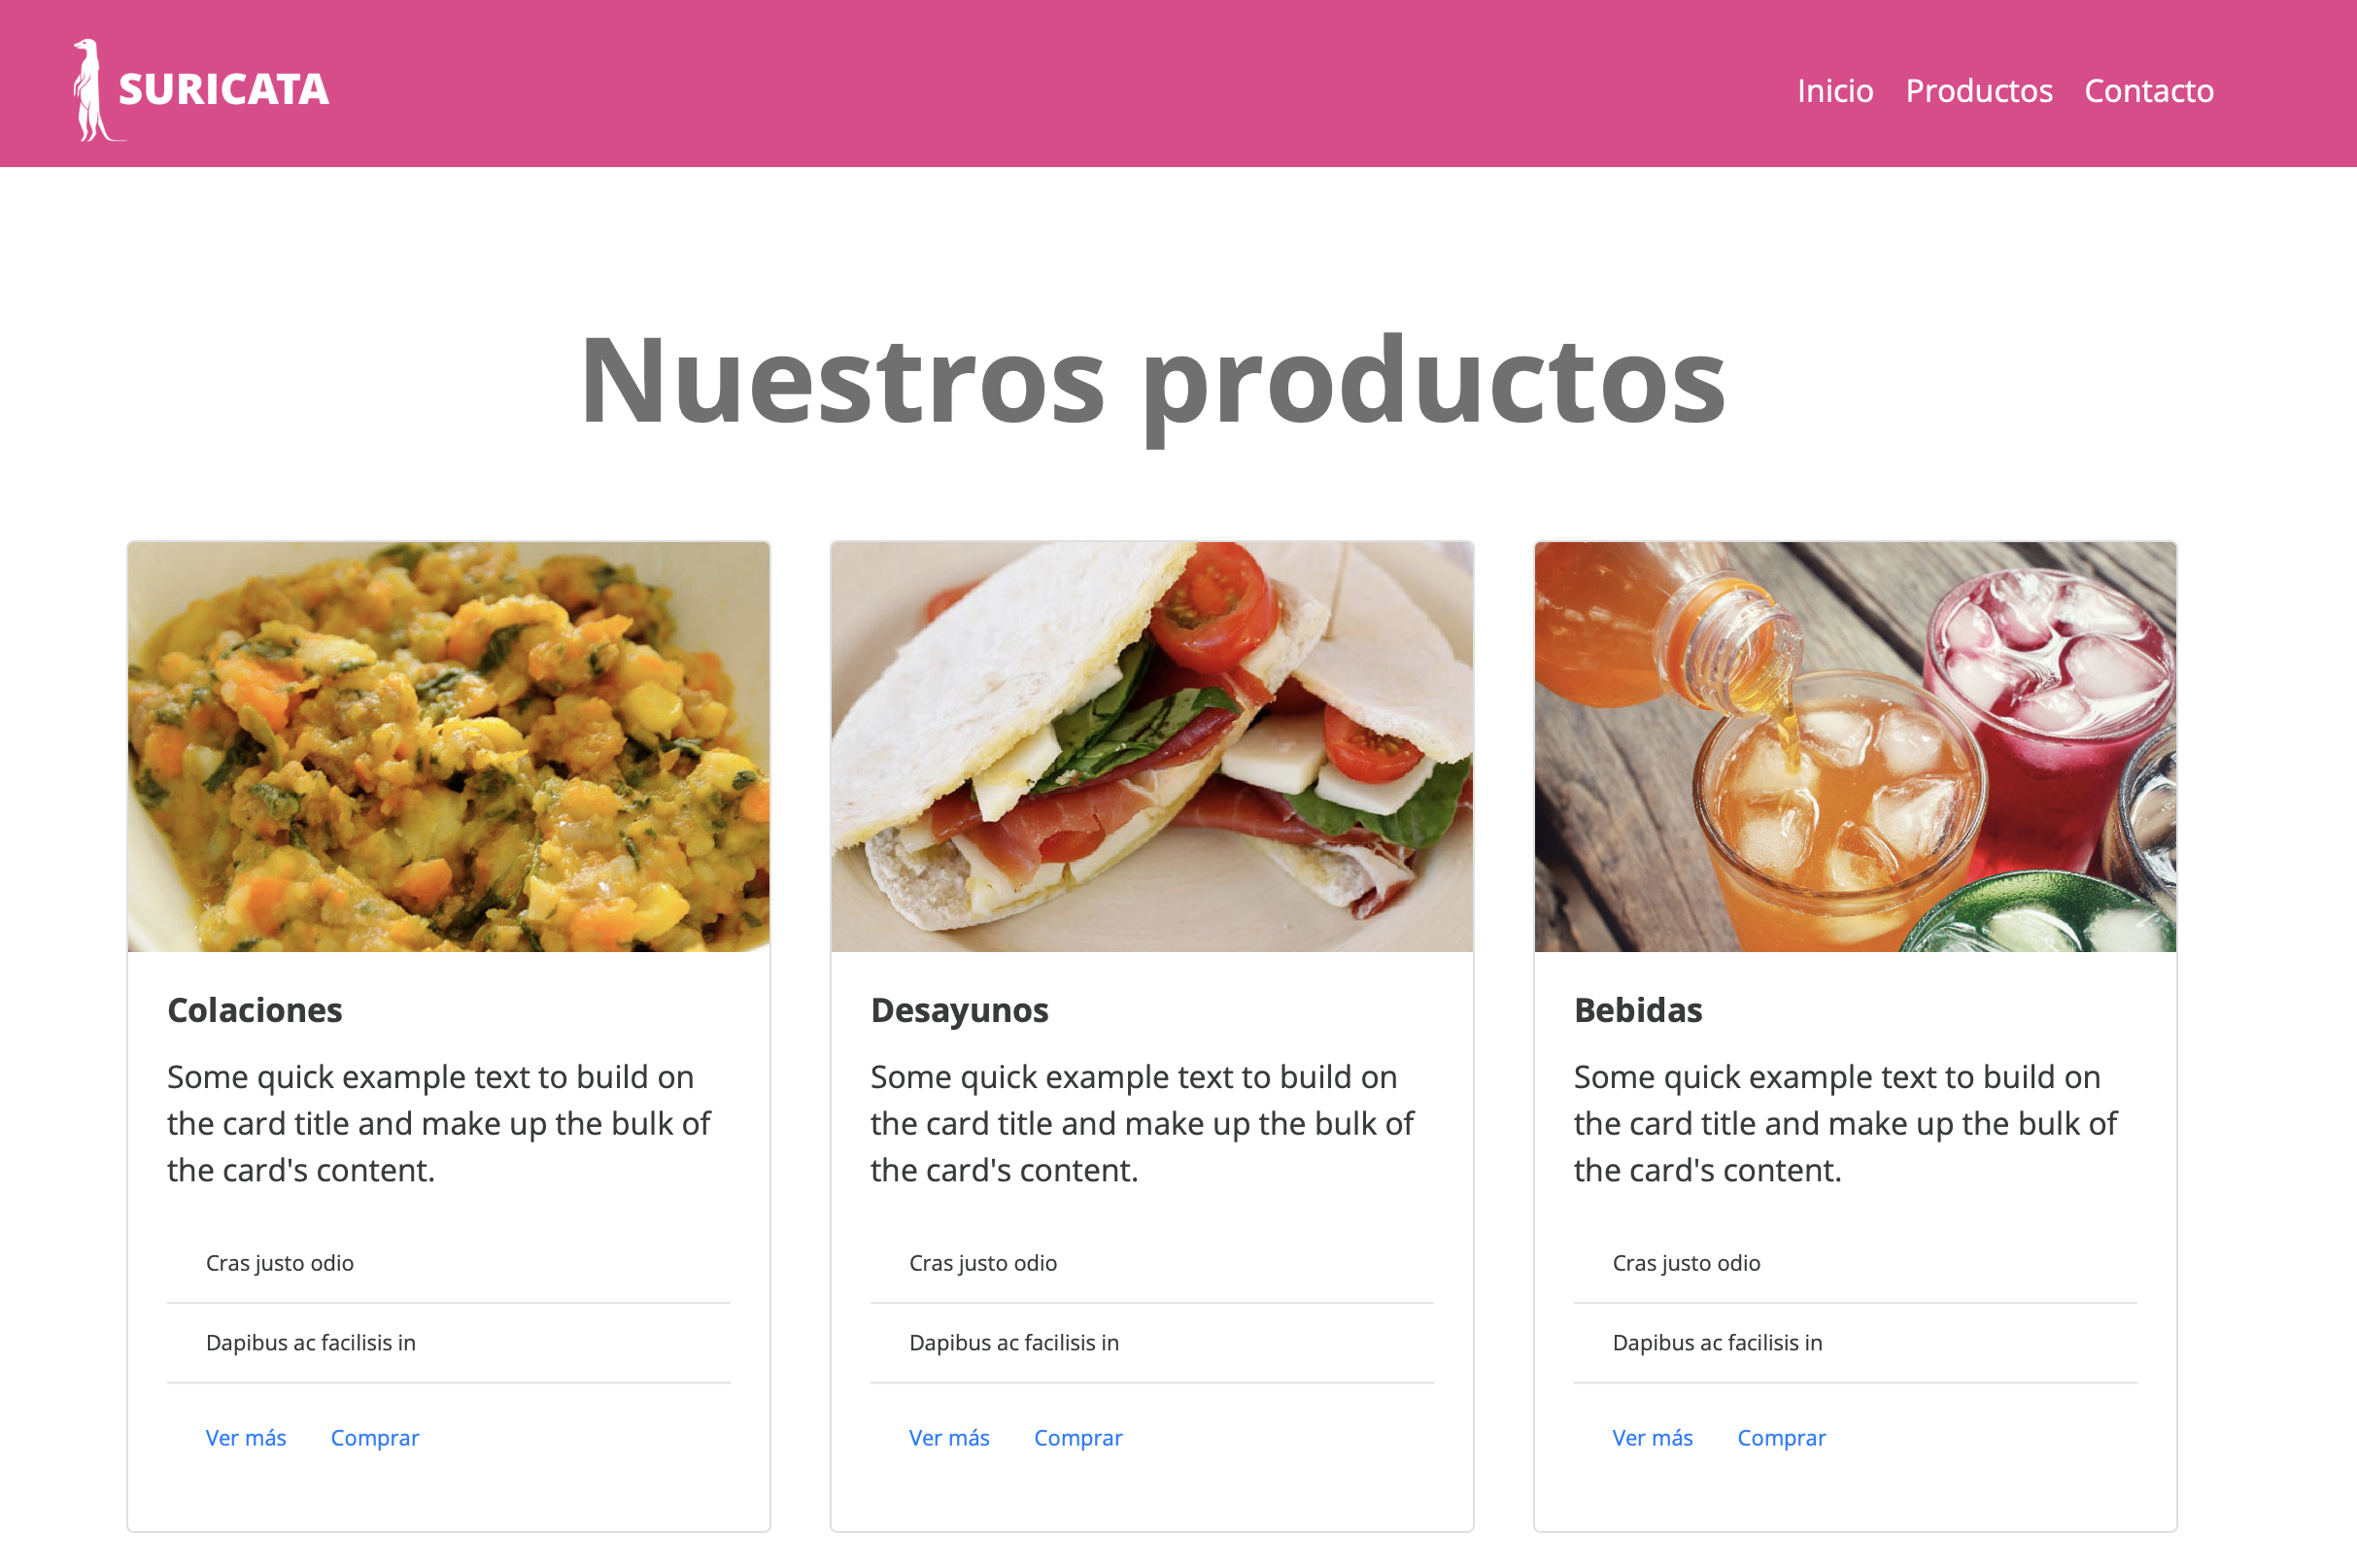 SURICATA
Inicio Productos Contacto
Nuestros productos
Colaciones
Some quick example text to build on
the card title and make up the bulk of
the card's content.
Cras justo odio
Dapibus ac facilisis in
Ver más Comprar
Desayunos
Some quick example text to build on
the card title and make up the bulk of
the card's content.
Cras justo odio
Dapibus ac facilisis in
Ver más Comprar
Bebidas
Some quick example text to build on
the card title and make up the bulk of
the card's content.
Cras justo odio
Dapibus ac facilisis in
Ver más Comprar